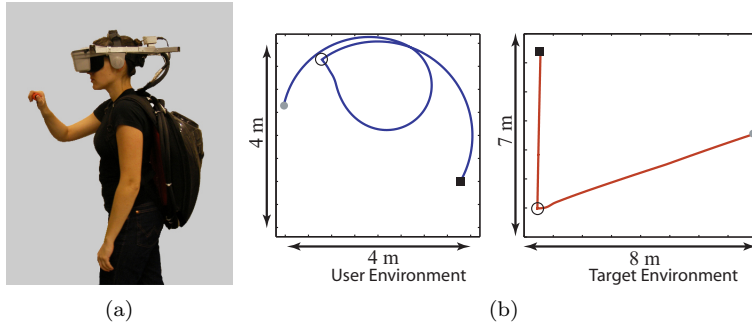 (b)
4 m
4 m
User Environment
7 m
8 m
Target Environment
(a)
(b)